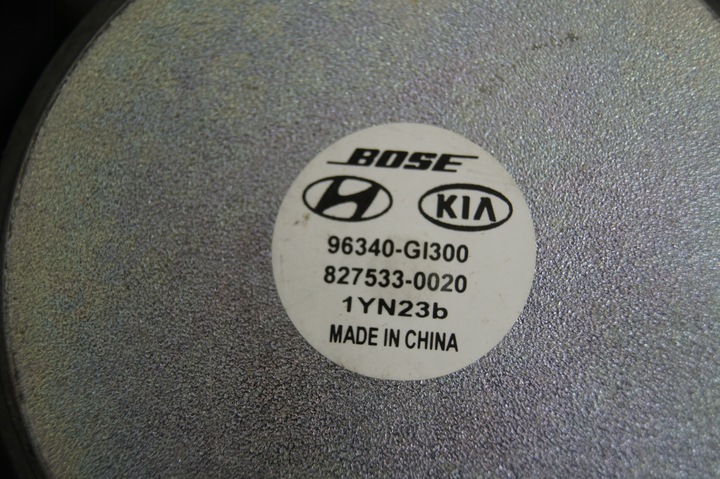 BOSE
KIA
96340-GI300
827533-0020
1YN23b
MADE IN CHINA